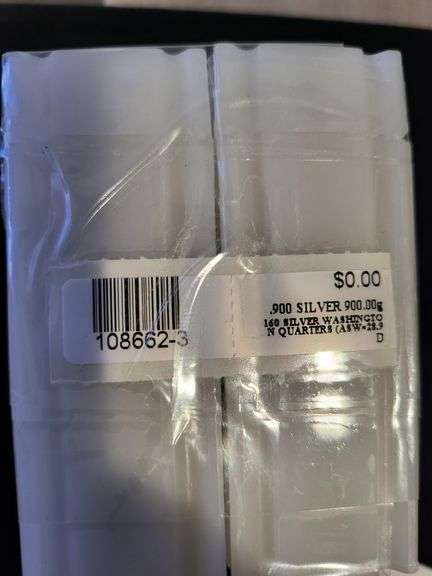 $0.00
.900 SILVER 900.00g
160 SILVER WASHINGTO
N QUARTERS (ASW=28.9
D
108662-3